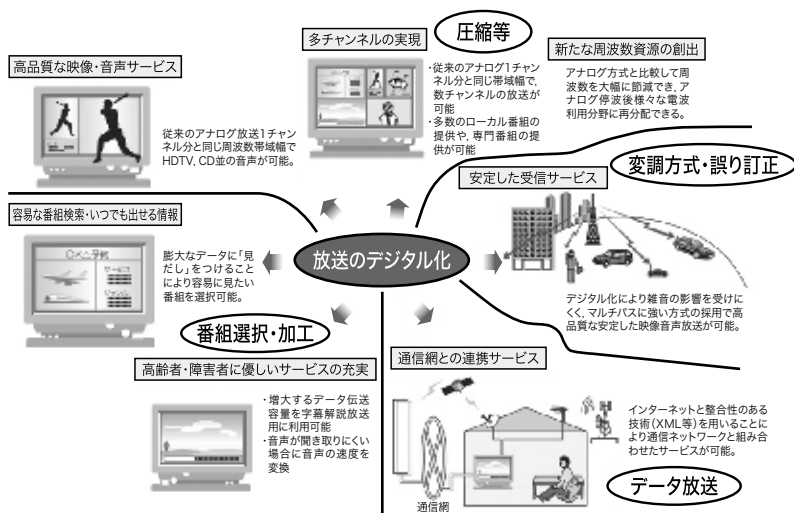 圧縮等
多チャンネルの実現
・従来のアナログ1チャン
ネル分と同じ帯域幅で、
数チャンネルの放送が
可能
・多数のローカル番組の
提供や、専門番組の提
供が可能
新たな周波数資源の創出
アナログ方式と比較して周
波数を大幅に節減でき、ア
ナログ停波後様々な電波
利用分野に再分配できる。
高品質な映像・音声サービス
従来のアナログ放送1チャン
ネル分と同じ周波数帯域幅で
HDTV, CD並の音声が可能。
変調方式・誤り訂正
安定した受信サービス
デジタル化により雑音の影響を受けに
くく、マルチパスに強い方式の採用で高
品質な安定した映像音声放送が可能。
容易な番組検索・いつでも出せる情報
膨大なデータに「見
だし」をつけること
により容易に見たい
番組を選択可能。
放送のデジタル化
番組選択・加工
高齢者・障害者に優しいサービスの充実
・増大するデータ伝送
容量を字幕解説放送
用に利用可能
・音声が聞き取りにくい
場合に音声の速度を
変換
通信網との連携サービス
通信網
インターネットと整合性のある
技術(XML等)を用いることに
より通信ネットワークと組み合
わせたサービスが可能。
データ放送